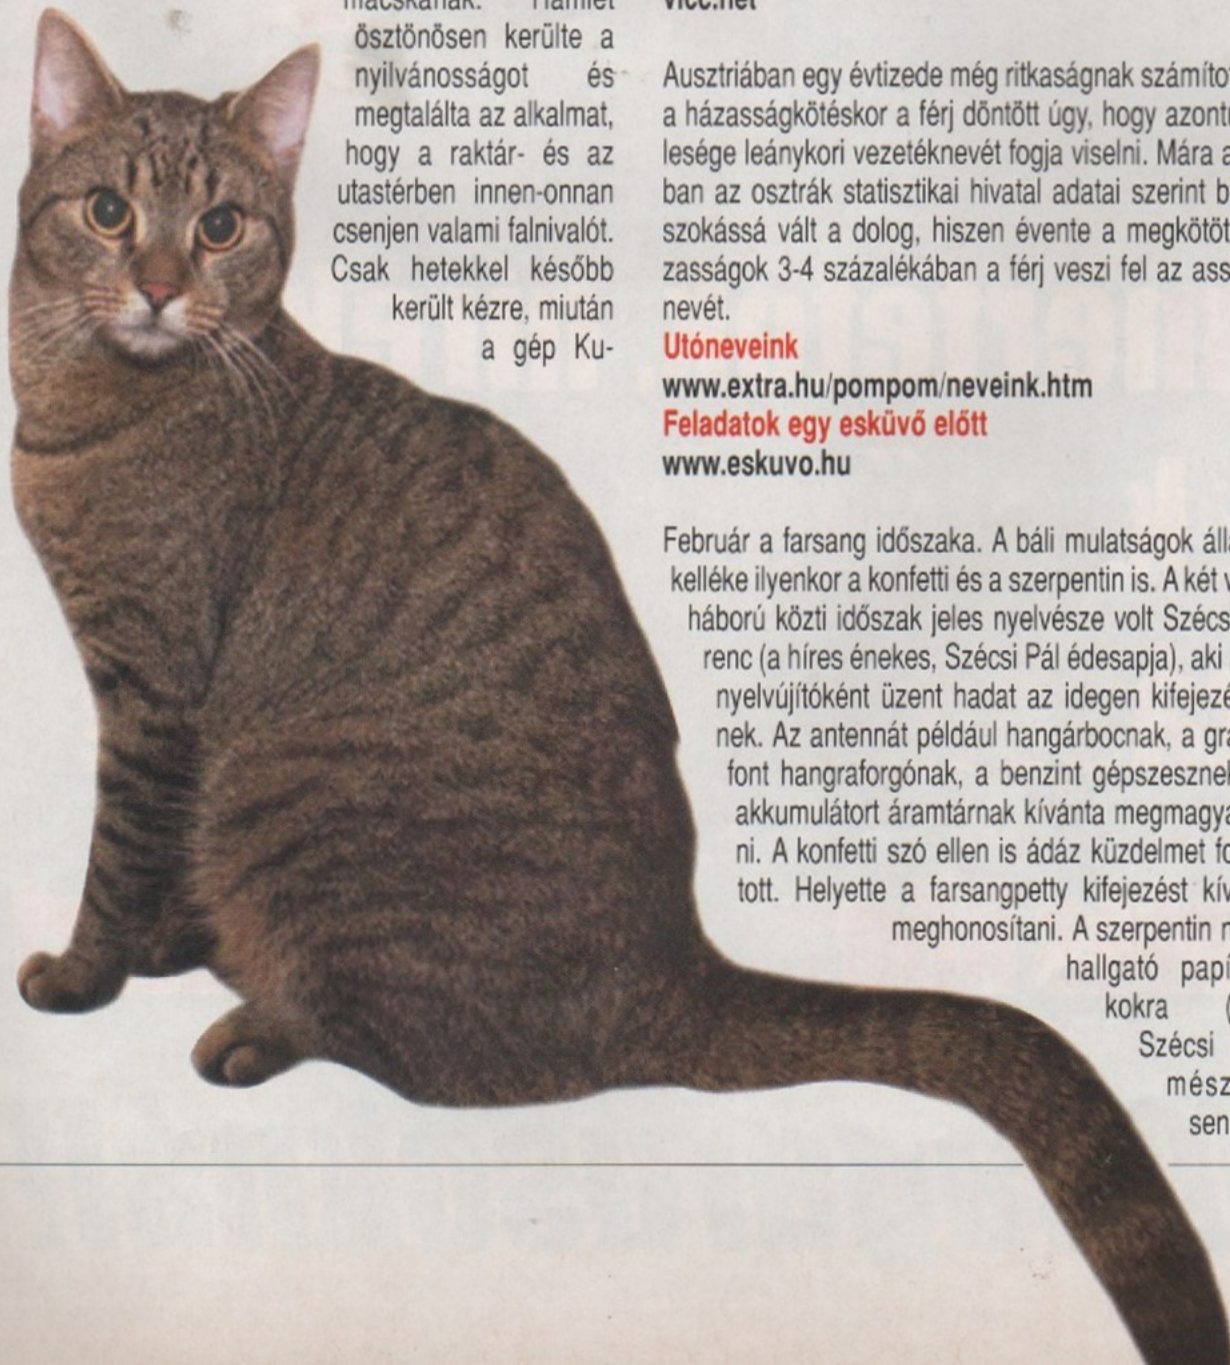 macskának. Hamlet
ösztönösen kerülte a
nyilvánosságot és
megtalálta az alkalmat,
hogy a raktár- és az
utastérben innen-onnan
csenjen valami falnivalót.
Csak hetekkel később
került kézre, miután
a gép Ku-
vicc.net
Ausztriában egy évtizede még ritkaságnak számíto
a házasságkötéskor a férj döntött úgy, hogy azont
lesége leánykori vezetéknevét fogja viselni. Mára a
ban az osztrák statisztikai hivatal adatai szerint b
szokássá vált a dolog, hiszen évente a megkötöt
zasságok 3-4 százalékában a férj veszi fel az ass
nevét.
Utóneveink
www.extra.hu/pompom/neveink.htm
Feladatok egy esküvő előtt
www.eskuvo.hu
Február a farsang időszaka. A báli mulatságok áll
kelléke ilyenkor a konfetti és a szerpentin is. A két v
háború közti időszak jeles nyelvésze volt Szécs
renc (a híres énekes, Szécsi Pál édesapja), aki
nyelvújítóként üzent hadat az idegen kifejezé
nek. Az antennát például hangárbocnak, a gra
font hangraforgónak, a benzint gépszesznek
akkumulátort áramtárnak kívánta megmagya
ni. A konfetti szó ellen is ádáz küzdelmet fo
tott. Helyette a farsangpetty kifejezést kív
meghonosítani. A szerpentin n
hallgató papí
kokra (
Szécsi
mész
sen